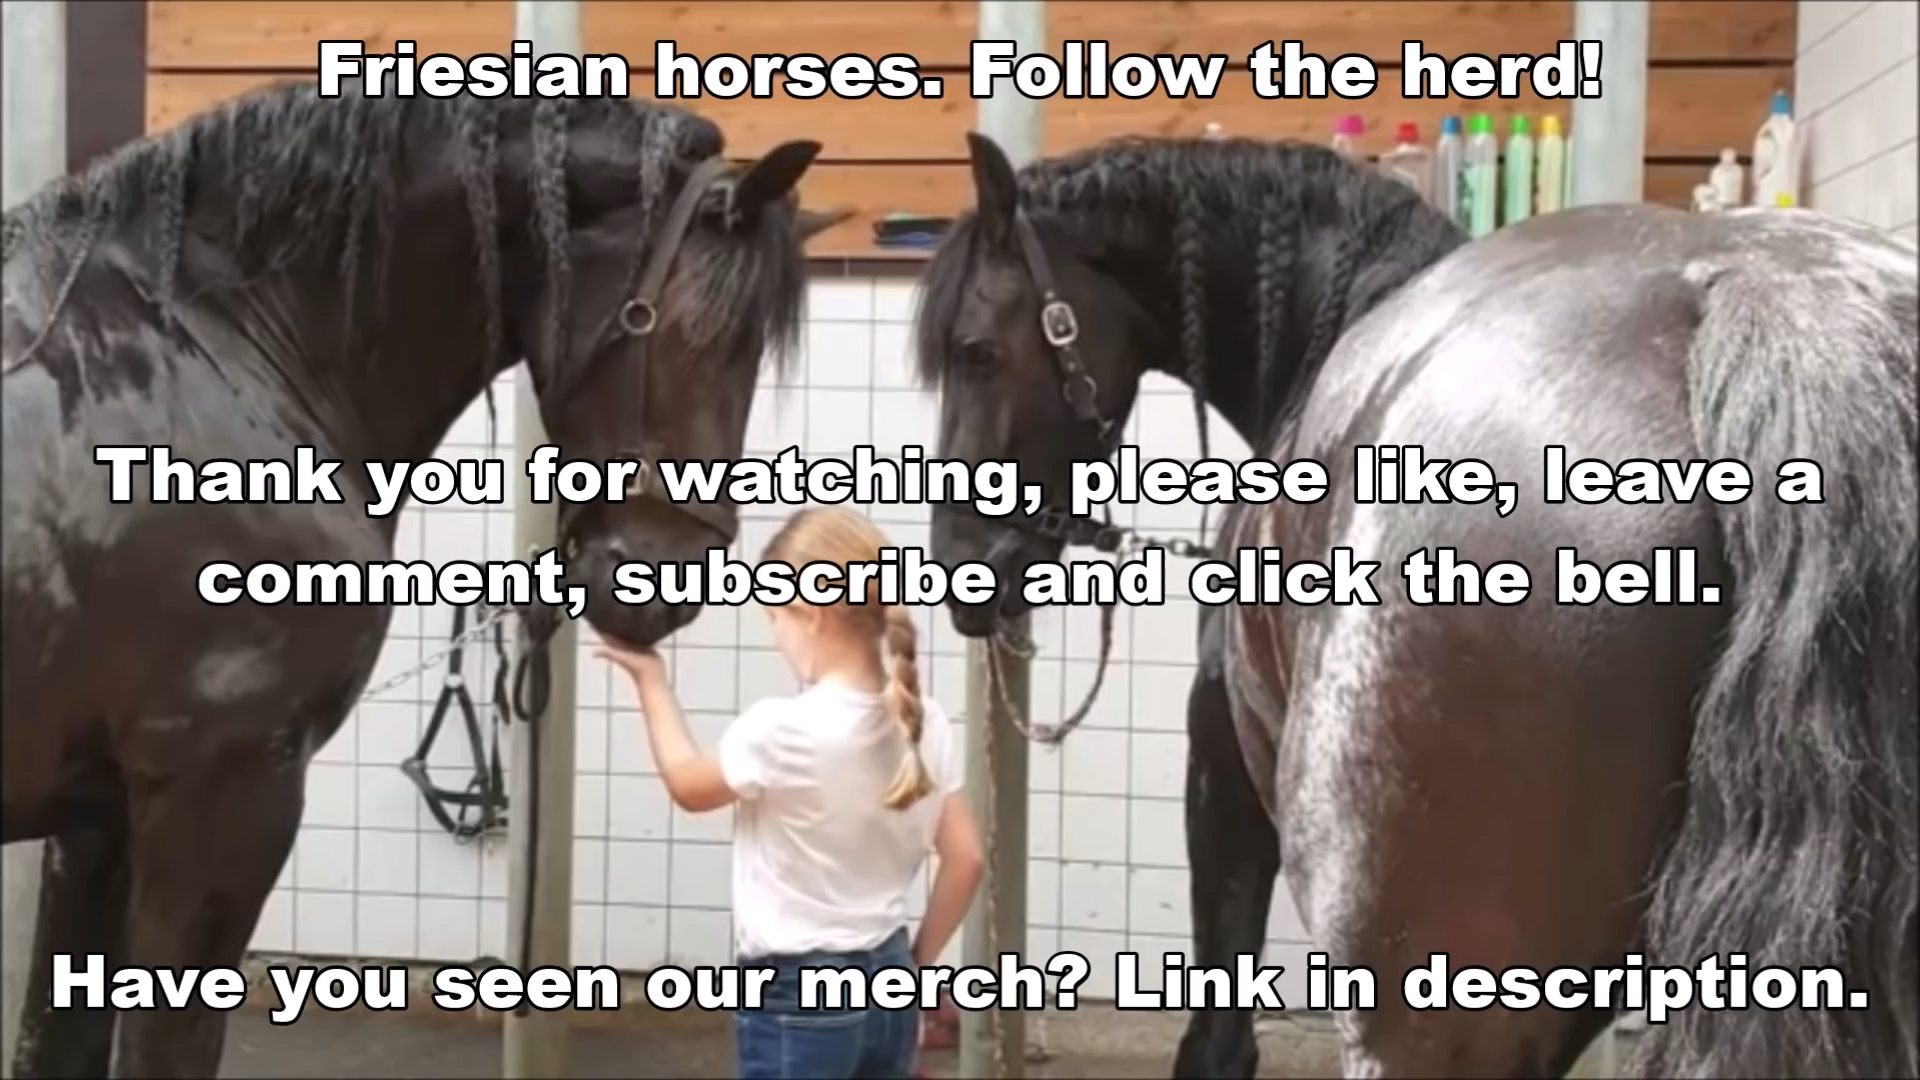 Friesian horses. Follow the herd!
Thank you for watching, please like, leave a
comment, subscribe and click the bell.
Have you seen our merch? Link in description.